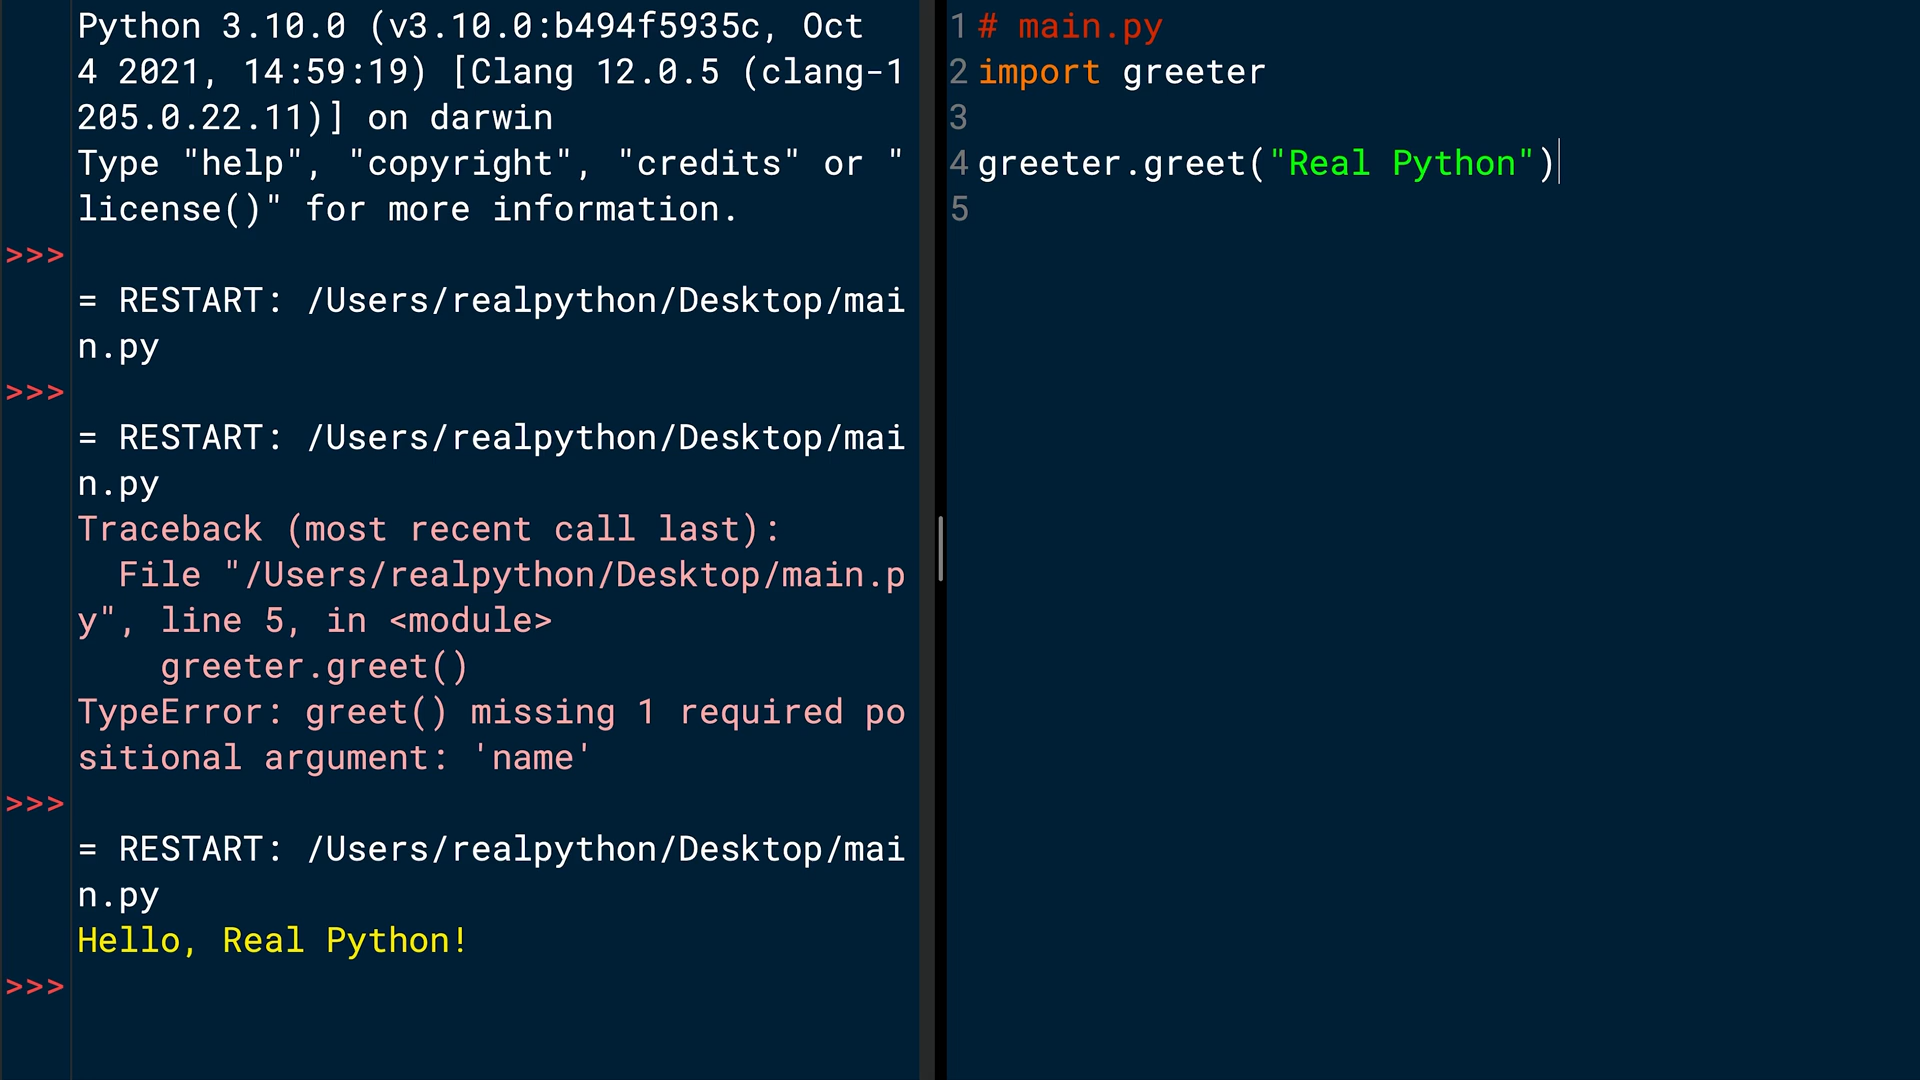 Python 3.10.0 (v3.10.0:b494f5935c, Oct
4 2021, 14:59:19) [Clang 12.0.5 (clang-1
205.0.22.11)] on darwin
Type "help", "copyright", "credits" or "
license()" for more information.
>>>
= RESTART: /Users/realpython/Desktop/mai
n.py
>>>
= RESTART: /Users/realpython/Desktop/mai
n.py
Traceback (most recent call last):
  File "/Users/realpython/Desktop/main.p
y", line 5, in <module>
    greeter.greet()
TypeError: greet() missing 1 required po
sitional argument: 'name'
>>>
= RESTART: /Users/realpython/Desktop/mai
n.py
Hello, Real Python!
>>>
1 # main.py
2 import greeter
3
4 greeter.greet("Real Python")
5